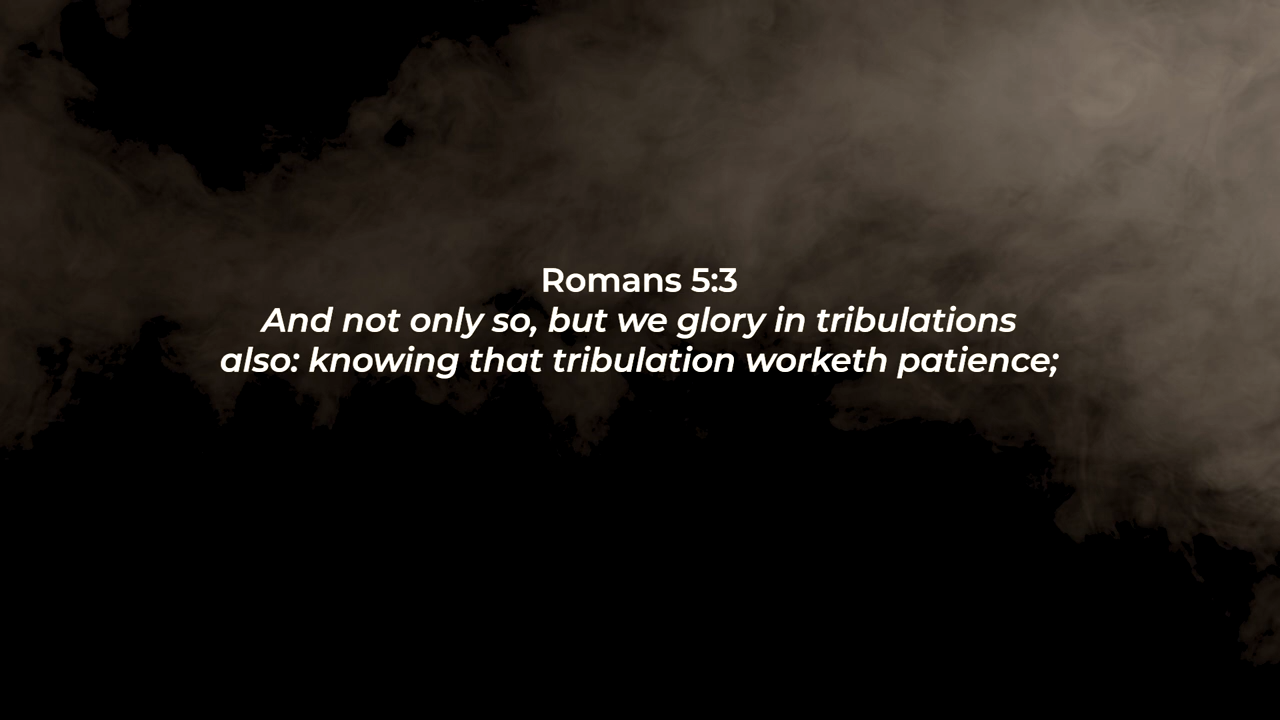 Romans 5:3
And not only so, but we glory in tribulations
also: knowing that tribulation worketh patience;